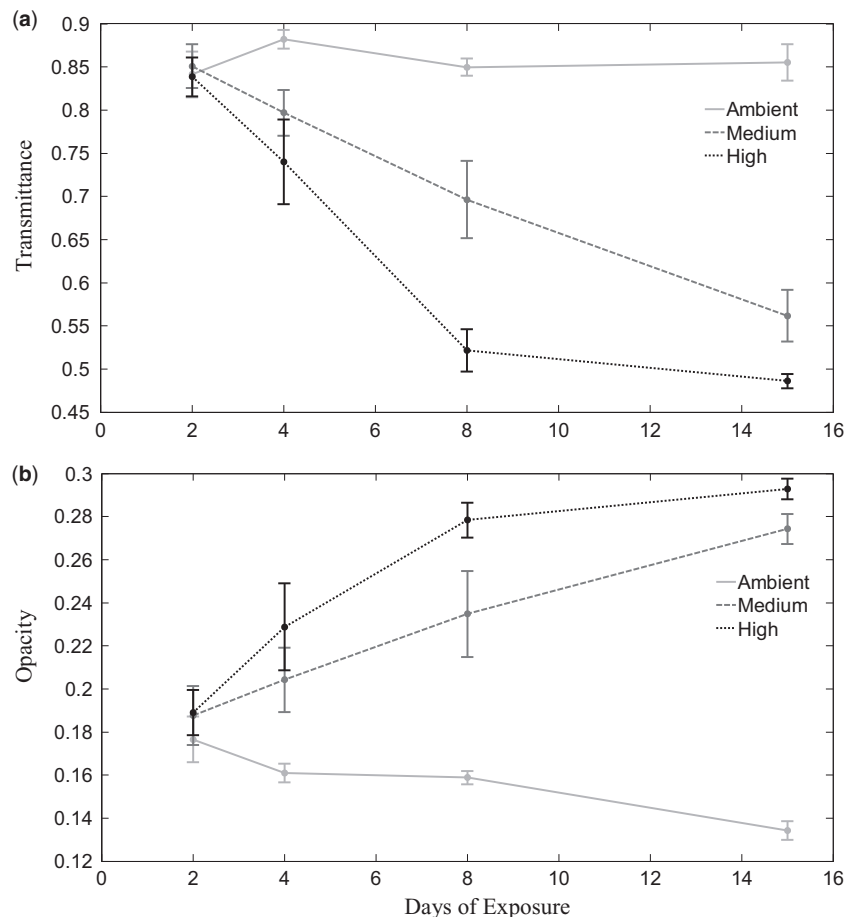 (a)
0.9
0.85
0.8
0.75
0.7
0.65
0.6
0.55
0.5
0.45
Transmittance
Ambient
Medium
High
0 2 4 6 8 10 12 14 16
(b)
0.3
0.28
0.26
0.24
0.22
0.2
0.18
0.16
0.14
0.12
Opacity
Ambient
Medium
High
0 2 4 6 8 10 12 14 16
Days of Exposure